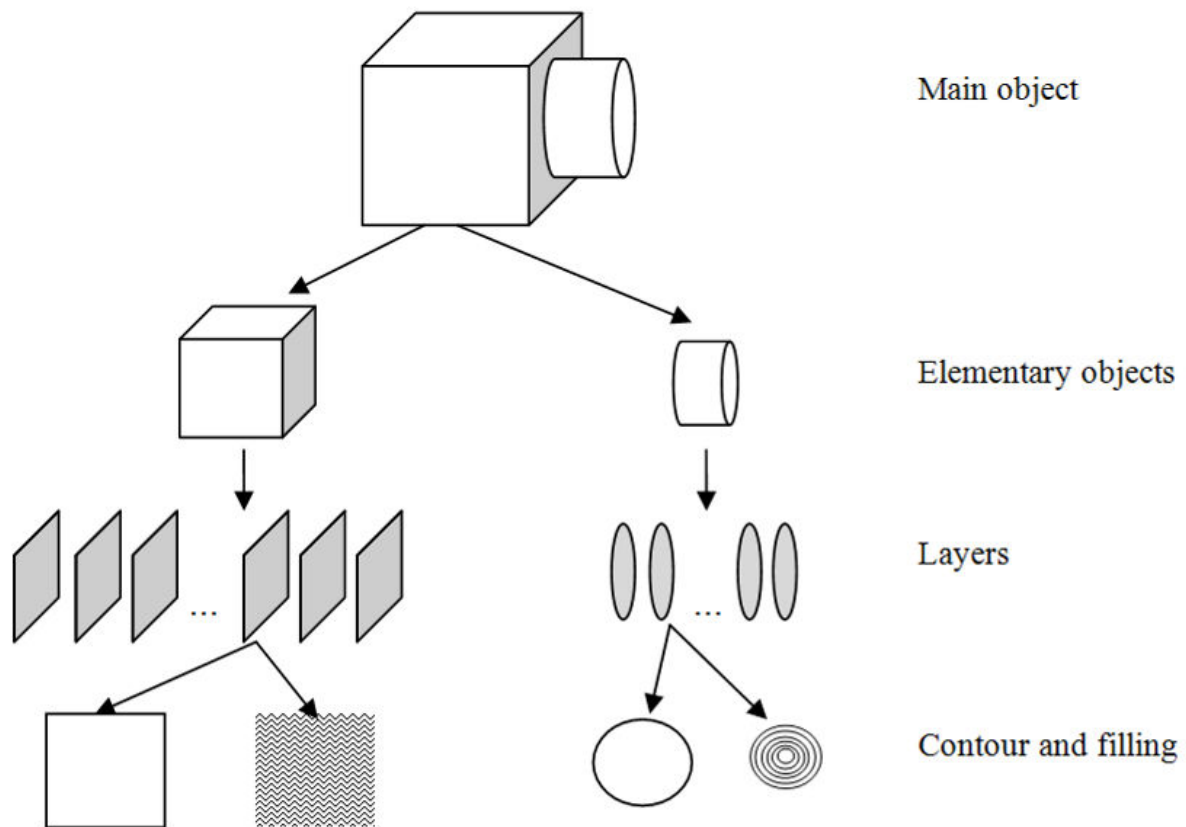 Main object
Elementary objects
Layers
... ...
Contour and filling